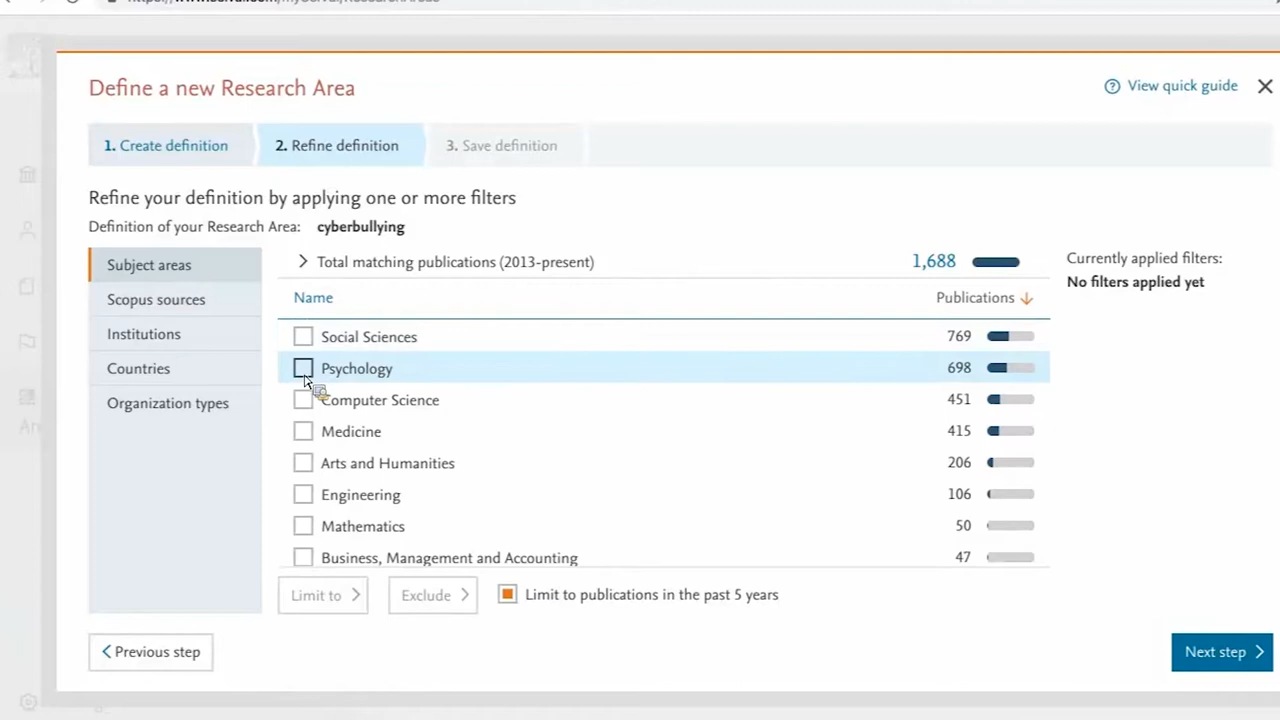 Define a new Research Area
View quick guide
1. Create definition
2. Refine definition
3. Save definition
Refine your definition by applying one or more filters
Definition of your Research Area: cyberbullying
Subject areas
Scopus sources
Institutions
Countries
Organization types
Total matching publications (2013-present) 1,688
Name Publications
Social Sciences 769
Psychology 698
Computer Science 451
Medicine 415
Arts and Humanities 206
Engineering 106
Mathematics 50
Business, Management and Accounting 47
Limit to
Exclude
Limit to publications in the past 5 years
Currently applied filters:
No filters applied yet
Previous step
Next step